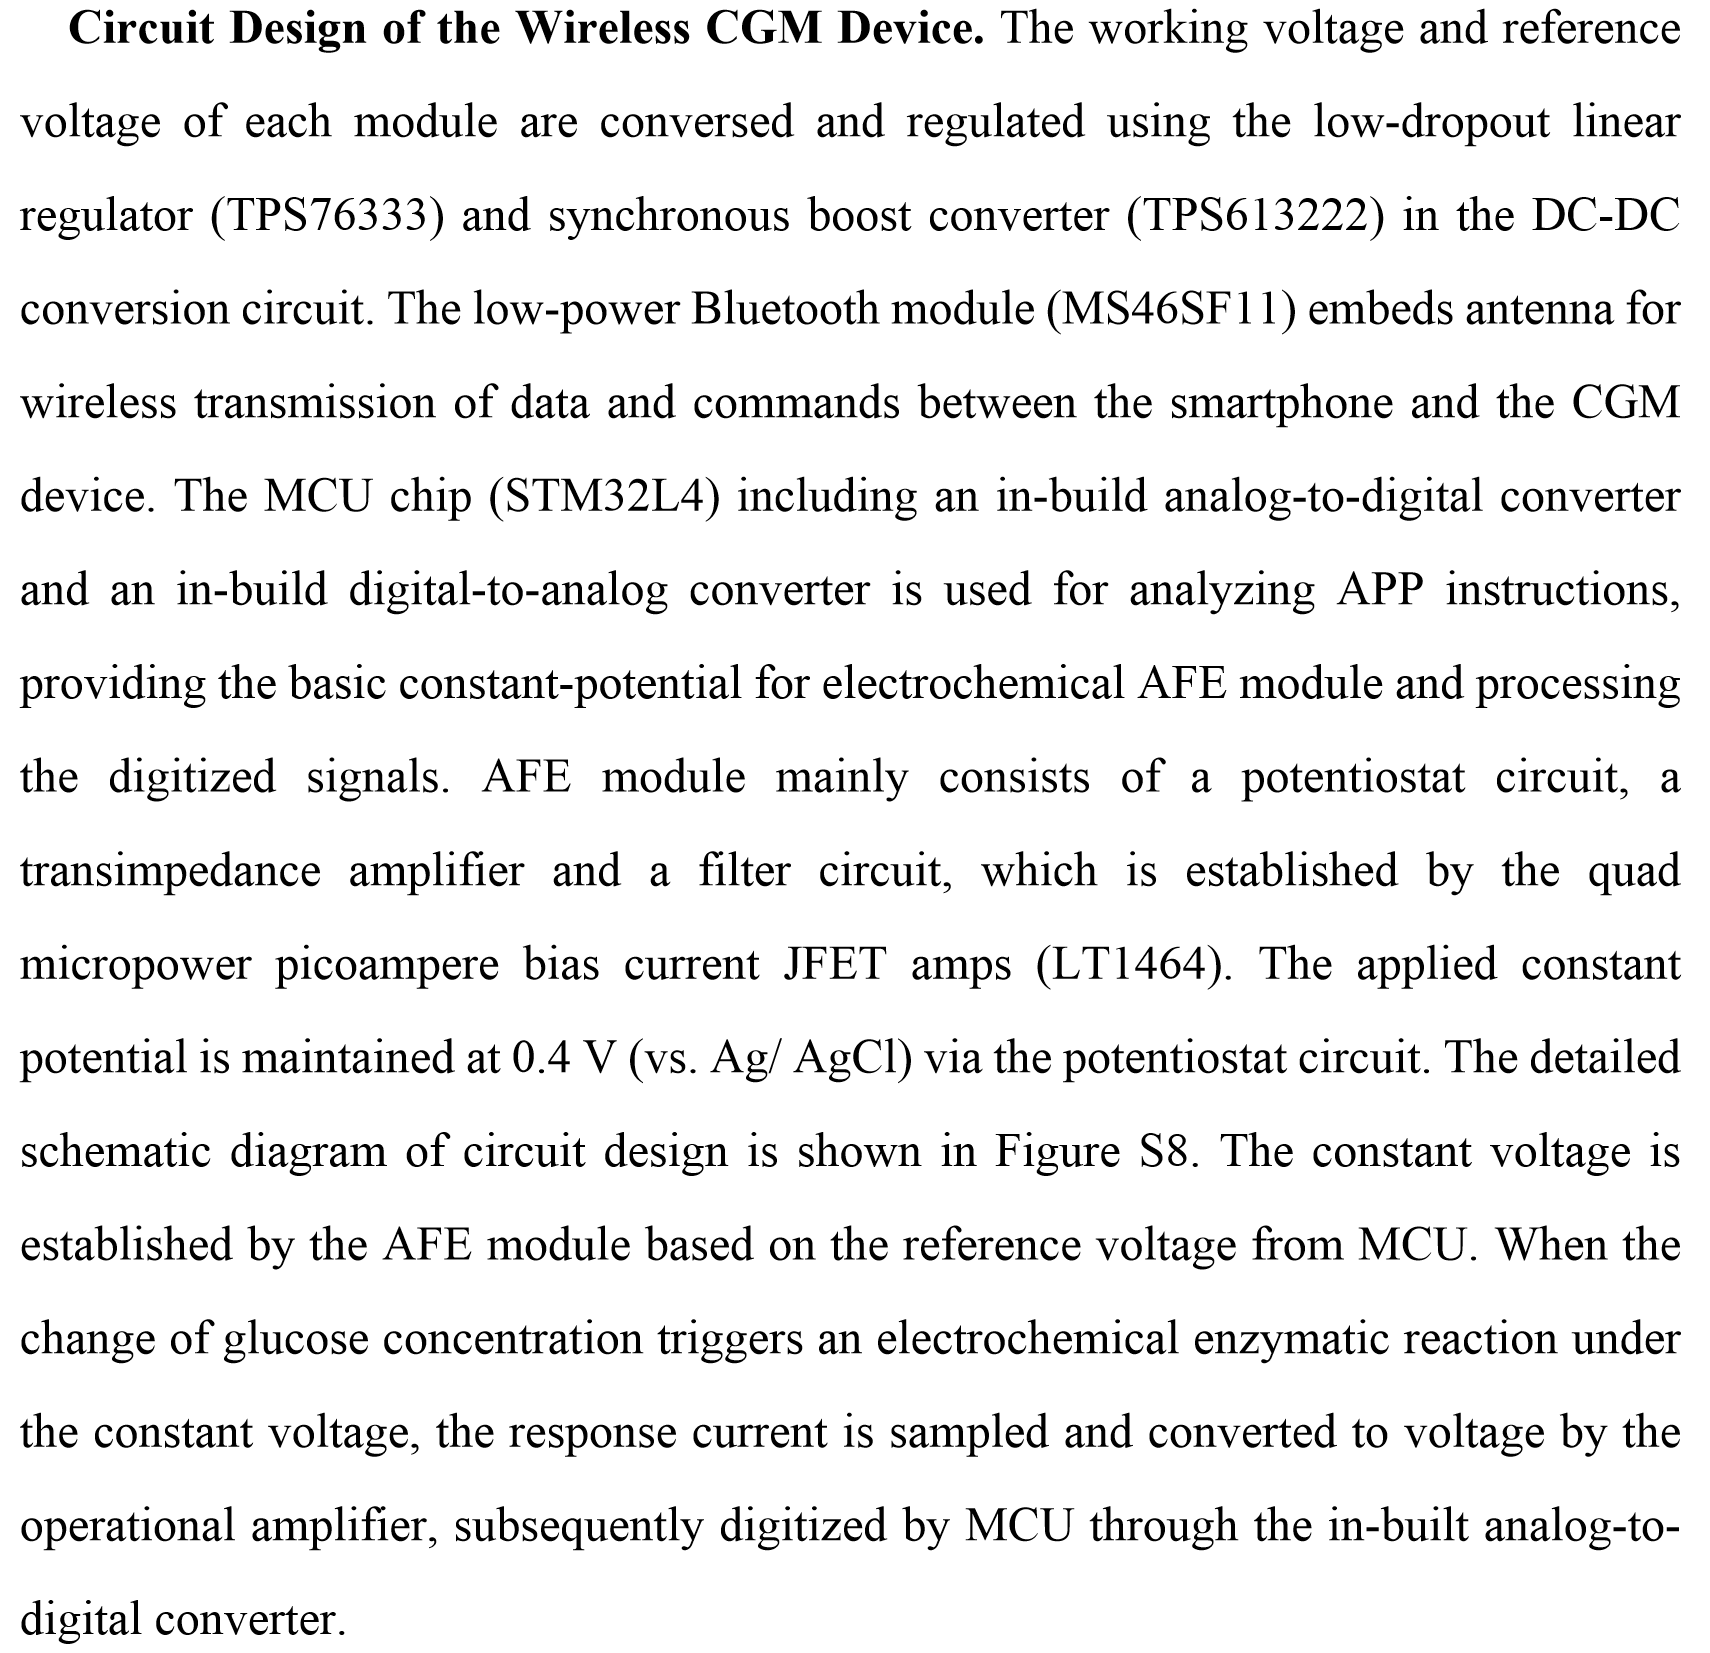 Circuit Design of the Wireless CGM Device. The working voltage and reference
voltage of each module are conversed and regulated using the low-dropout linear
regulator (TPS76333) and synchronous boost converter (TPS613222) in the DC-DC
conversion circuit. The low-power Bluetooth module (MS46SF11) embeds antenna for
wireless transmission of data and commands between the smartphone and the CGM
device. The MCU chip (STM32L4) including an in-build analog-to-digital converter
and an in-build digital-to-analog converter is used for analyzing APP instructions,
providing the basic constant-potential for electrochemical AFE module and processing
the digitized signals. AFE module mainly consists of a potentiostat circuit, a
transimpedance amplifier and a filter circuit, which is established by the quad
micropower picoampere bias current JFET amps (LT1464). The applied constant
potential is maintained at 0.4 V (vs. Ag/ AgCl) via the potentiostat circuit. The detailed
schematic diagram of circuit design is shown in Figure S8. The constant voltage is
established by the AFE module based on the reference voltage from MCU. When the
change of glucose concentration triggers an electrochemical enzymatic reaction under
the constant voltage, the response current is sampled and converted to voltage by the
operational amplifier, subsequently digitized by MCU through the in-built analog-to-
digital converter.